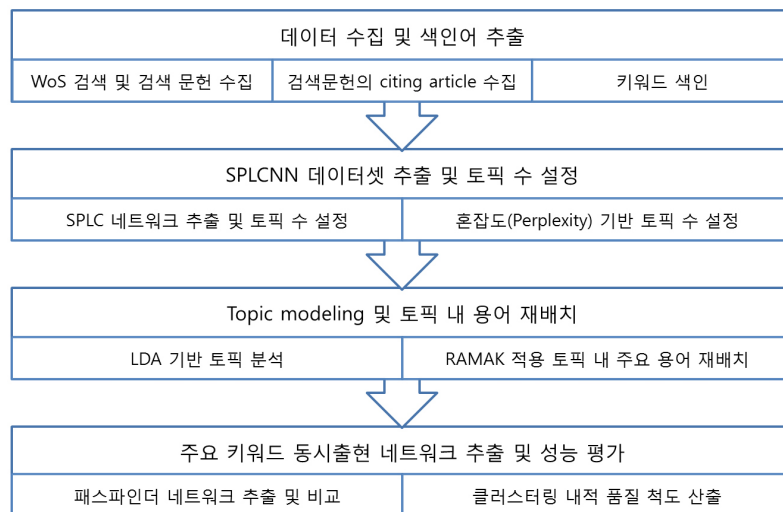 데이터 수집 및 색인어 추출
WoS 검색 및 검색 문헌 수집
검색문헌의 citing article 수집
키워드 색인
SPLCNN 데이터셋 추출 및 토픽 수 설정
SPLC 네트워크 추출 및 토픽 수 설정
혼잡도(Perplexity) 기반 토픽 수 설정
Topic modeling 및 토픽 내 용어 재배치
LDA 기반 토픽 분석
RAMAK 적용 토픽 내 주요 용어 재배치
주요 키워드 동시출현 네트워크 추출 및 성능 평가
패스파인더 네트워크 추출 및 비교
클러스터링 내적 품질 척도 산출